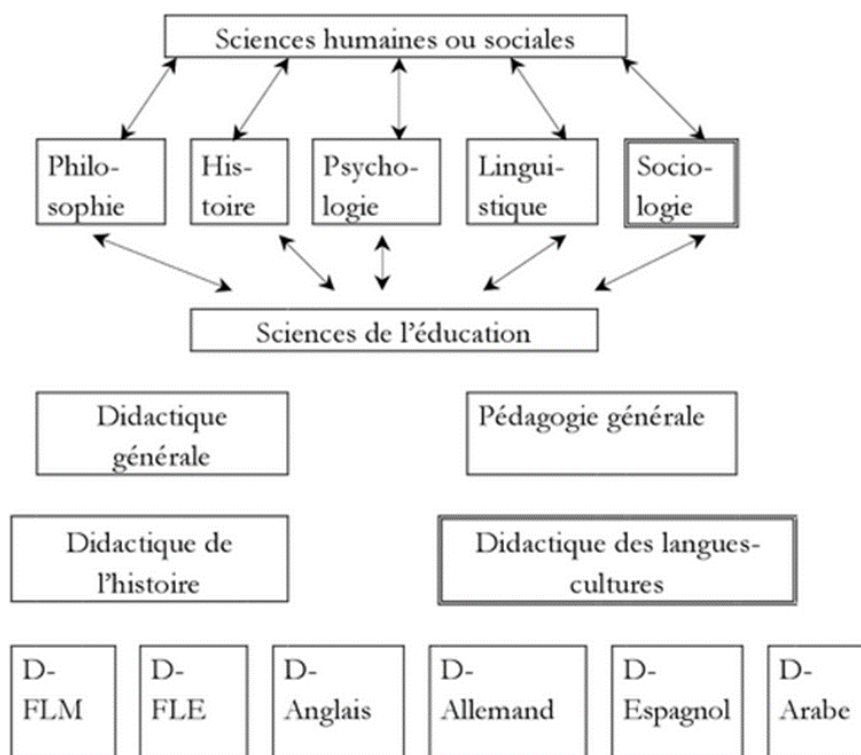 Sciences humaines ou sociales
Philo-
sophie
His-
toire
Psycho-
logie
Lingui-
stique
Socio-
logie
Sciences de l'éducation
Didactique
générale
Pédagogie générale
Didactique de
l'histoire
Didactique des langues-
cultures
D-
FLM
D-
FLE
D-
Anglais
D-
Allemand
D-
Espagnol
D-
Arabe